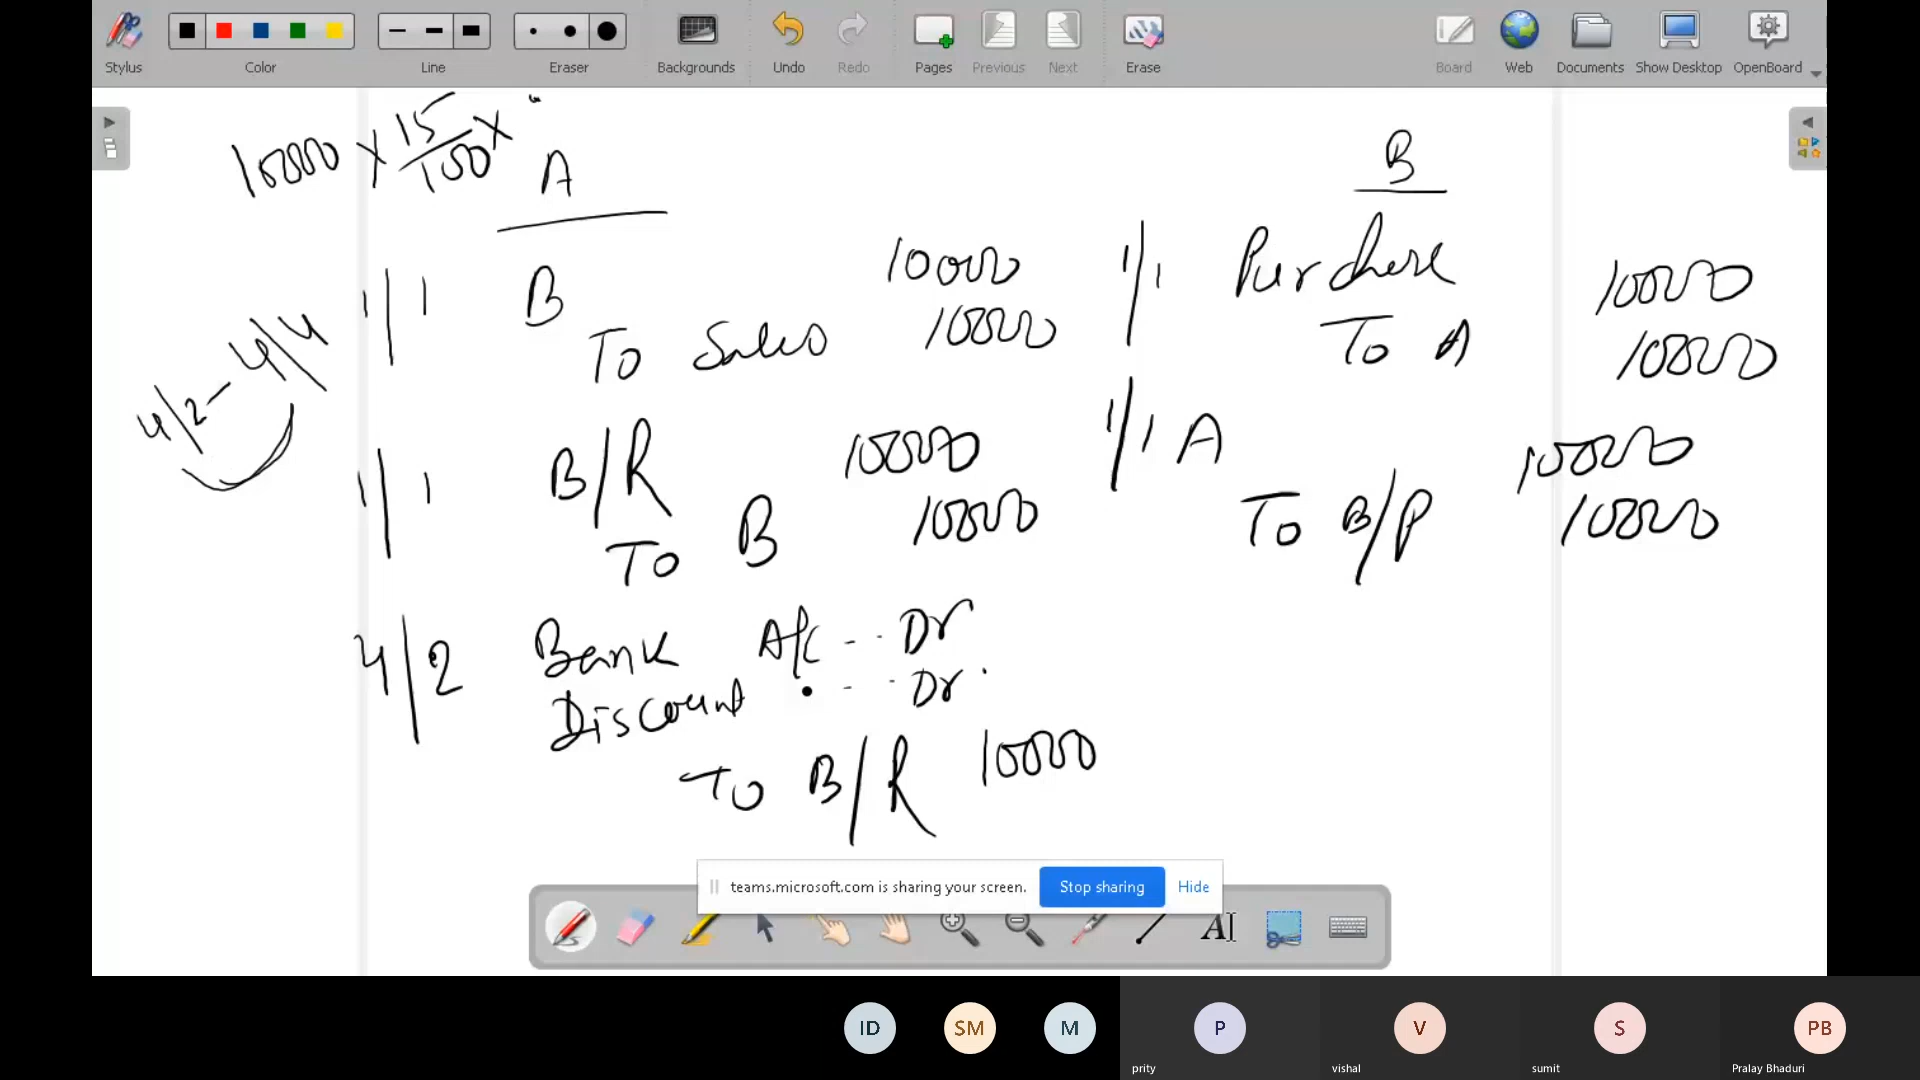 Stylus Color Line Eraser Backgrounds Undo Redo Pages Previous Next Erase Board Web Documents Show Desktop OpenBoard
10000 x 15/100 x
A
B
1/1 B 10000
To Sales 10000
1/1 Purchase 10000
To A 10000
4/2 - 4/4
1/1 B/R 10000
To B 10000
1/1 A 10000
To B/P 10000
4/2 Bank A/c -- Dr
Discount -- Dr.
To B/R 10000
teams.microsoft.com is sharing your screen. Stop sharing Hide
A
ID SM M P V S PB
prity vishal sumit Pralay Bhaduri